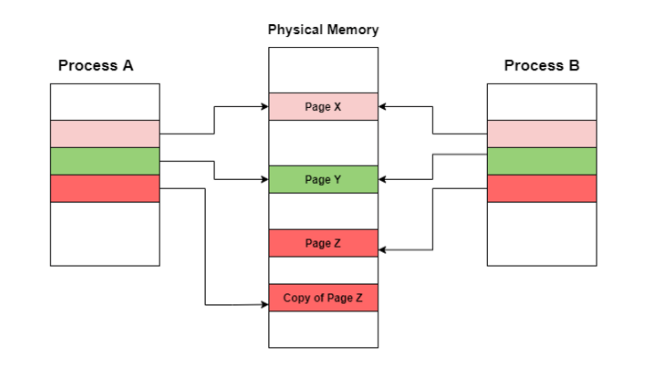 Physical Memory
Process A
Process B
Page X
Page Y
Page Z
Copy of Page Z